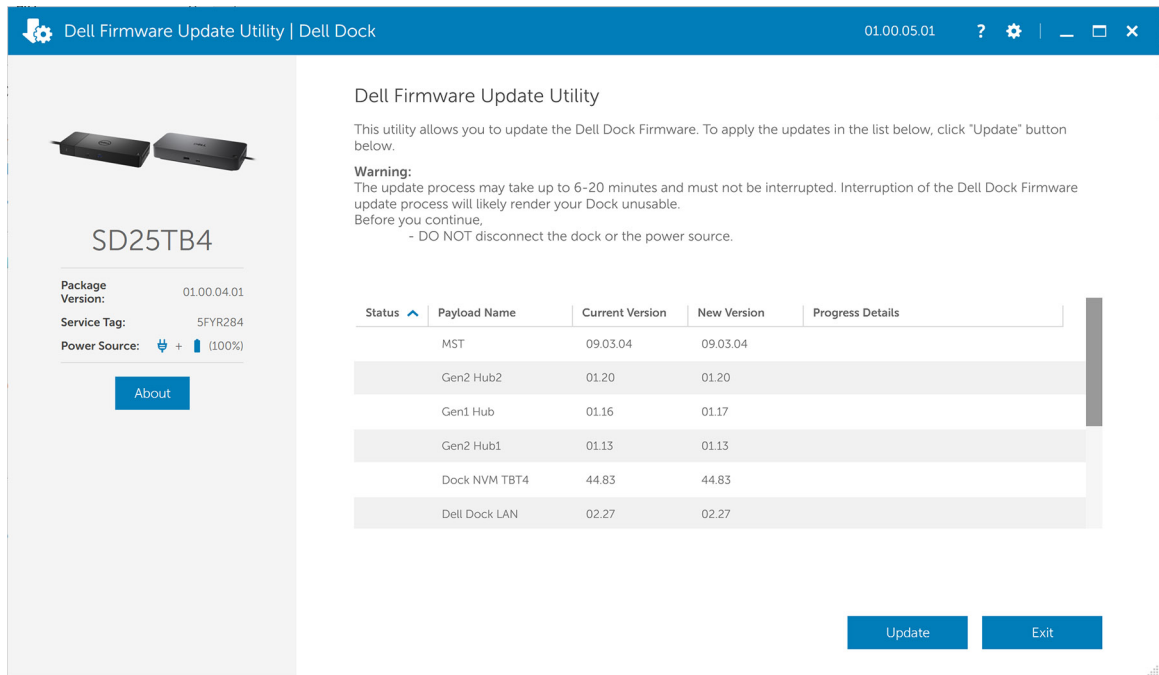 Dell Firmware Update Utility | Dell Dock
01.00.05.01
?
Dell Firmware Update Utility
This utility allows you to update the Dell Dock Firmware. To apply the updates in the list below, click "Update" button
below.
Warning:
The update process may take up to 6-20 minutes and must not be interrupted. Interruption of the Dell Dock Firmware
update process will likely render your Dock unusable.
Before you continue,
- DO NOT disconnect the dock or the power source.
SD25TB4
Package
Version: 01.00.04.01
Service Tag: 5FYR284
Power Source: + (100%)
About
Status Payload Name Current Version New Version Progress Details
MST 09.03.04 09.03.04
Gen2 Hub2 01.20 01.20
Gen1 Hub 01.16 01.17
Gen2 Hub1 01.13 01.13
Dock NVM TBT4 44.83 44.83
Dell Dock LAN 02.27 02.27
Update Exit